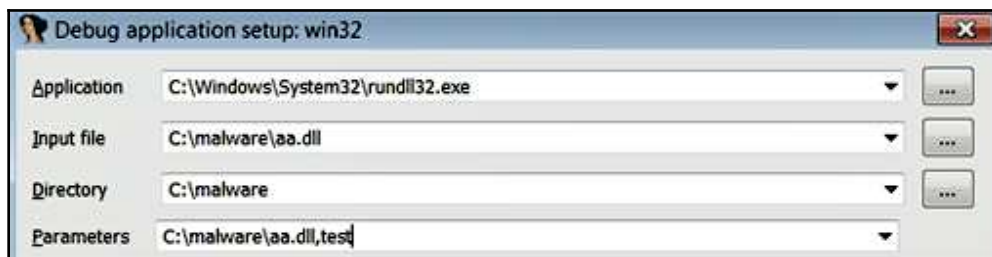 Debug application setup: win32
Application C:\Windows\System32\rundll32.exe ...
Input file C:\malware\aa.dll ...
Directory C:\malware ...
Parameters C:\malware\aa.dll,test